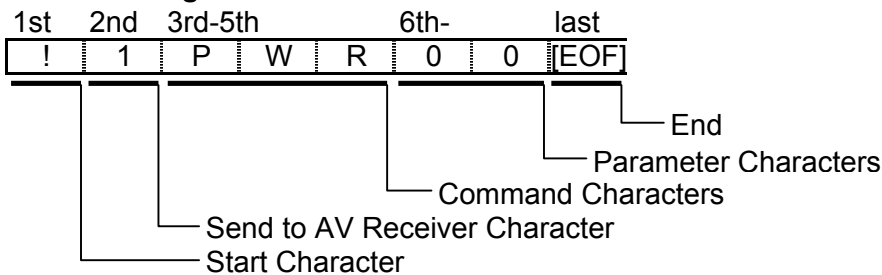 1st 2nd 3rd-5th 6th- last
! 1 P W R 0 0 [EOF]
End
Parameter Characters
Command Characters
Send to AV Receiver Character
Start Character